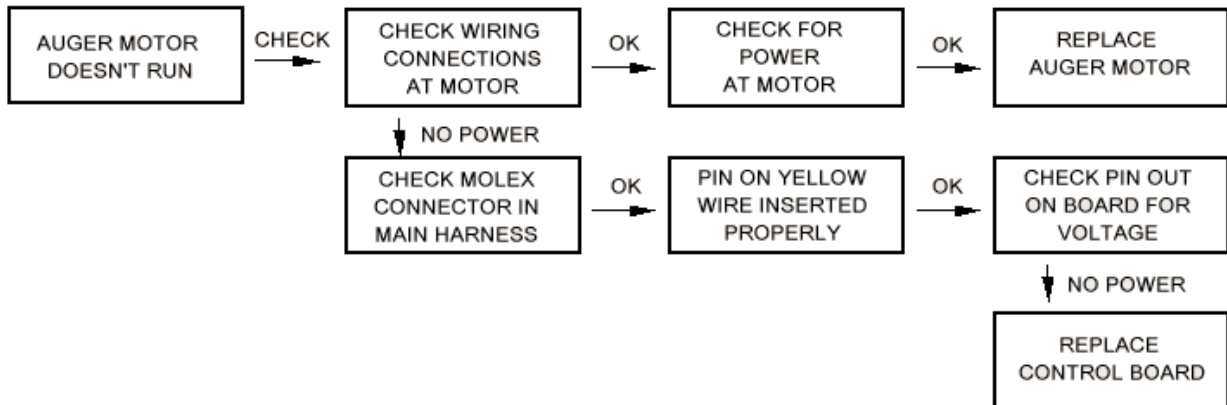 AUGER MOTOR
DOESN'T RUN
CHECK
CHECK WIRING
CONNECTIONS
AT MOTOR
OK
CHECK FOR
POWER
AT MOTOR
OK
REPLACE
AUGER MOTOR
NO POWER
CHECK MOLEX
CONNECTOR IN
MAIN HARNESS
OK
PIN ON YELLOW
WIRE INSERTED
PROPERLY
OK
CHECK PIN OUT
ON BOARD FOR
VOLTAGE
NO POWER
REPLACE
CONTROL BOARD